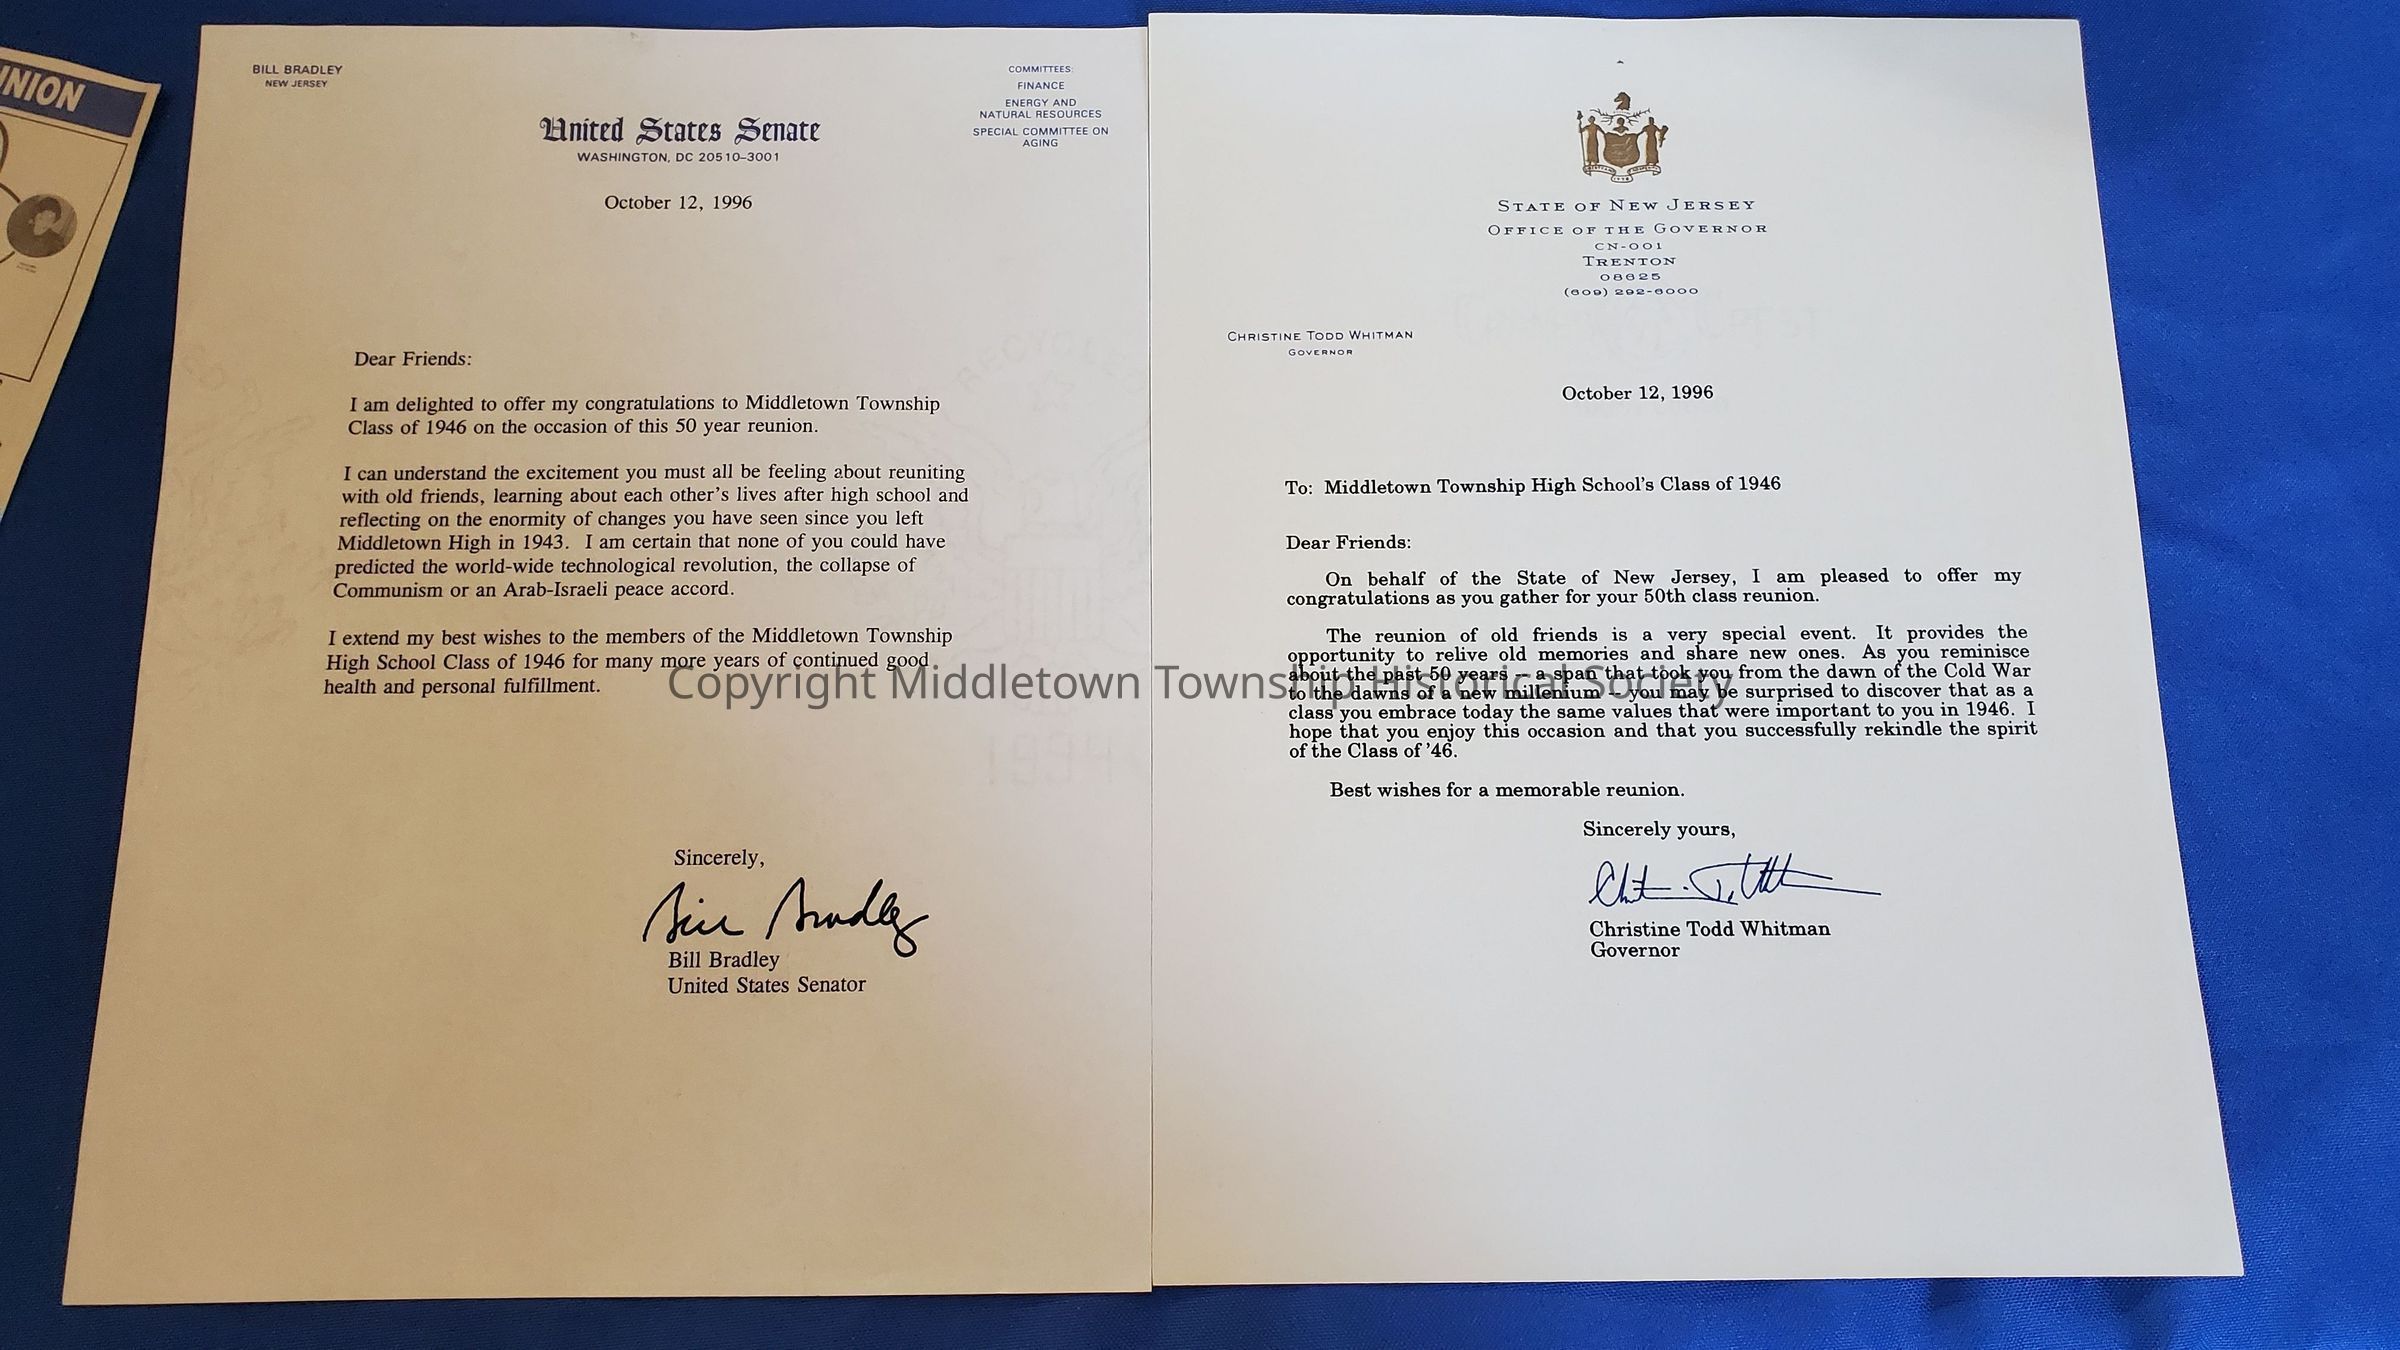 NION
BILL BRADLEY
NEW JERSEY
COMMITTEES:
FINANCE
ENERGY AND
NATURAL RESOURCES
SPECIAL COMMITTEE ON
AGING
United States Senate
WASHINGTON, DC 20510–3001
October 12, 1996
Dear Friends:
I am delighted to offer my congratulations to Middletown Township
Class of 1946 on the occasion of this 50 year reunion.
I can understand the excitement you must all be feeling about reuniting
with old friends, learning about each other's lives after high school and
reflecting on the enormity of changes you have seen since you left
Middletown High in 1943. I am certain that none of you could have
predicted the world-wide technological revolution, the collapse of
Communism or an Arab-Israeli peace accord.
I extend my best wishes to the members of the Middletown Township
High School Class of 1946 for many more years of continued good
health and personal fulfillment.
Sincerely,
Bill Bradley
Bill Bradley
United States Senator
STATE OF NEW JERSEY
OFFICE OF THE GOVERNOR
CN-001
TRENTON
08625
(609) 292-6000
CHRISTINE TODD WHITMAN
GOVERNOR
October 12, 1996
To: Middletown Township High School's Class of 1946
Dear Friends:
On behalf of the State of New Jersey, I am pleased to offer my
congratulations as you gather for your 50th class reunion.
The reunion of old friends is a very special event. It provides the
opportunity to relive old memories and share new ones. As you reminisce
about the past 50 years -- a span that took you from the dawn of the Cold War
to the dawns of a new millenium -- you may be surprised to discover that as a
class you embrace today the same values that were important to you in 1946. I
hope that you enjoy this occasion and that you successfully rekindle the spirit
of the Class of '46.
Best wishes for a memorable reunion.
Sincerely yours,
Christine Todd Whitman
Governor
Copyright Middletown Township Historical Society